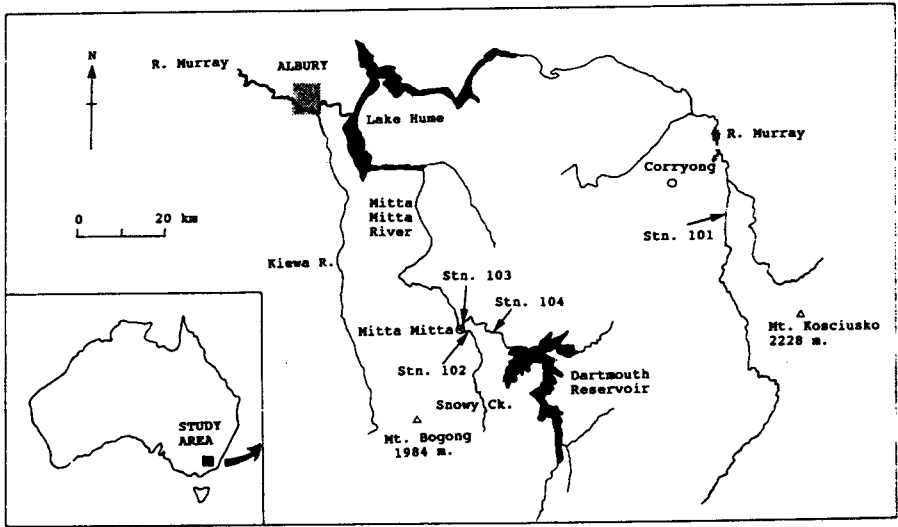 N
R. Murray
ALBURY
Lake Hume
R. Murray
Corryong
0 20 km
Mitta
Mitta
River
Stn. 101
Kiewa R.
Stn. 103
Stn. 104
Mitta Mitta
Stn. 102
Mt. Kosciusko
2228 m.
Dartmouth
Reservoir
Snowy Ck.
Mt. Bogong
1984 m.
STUDY
AREA